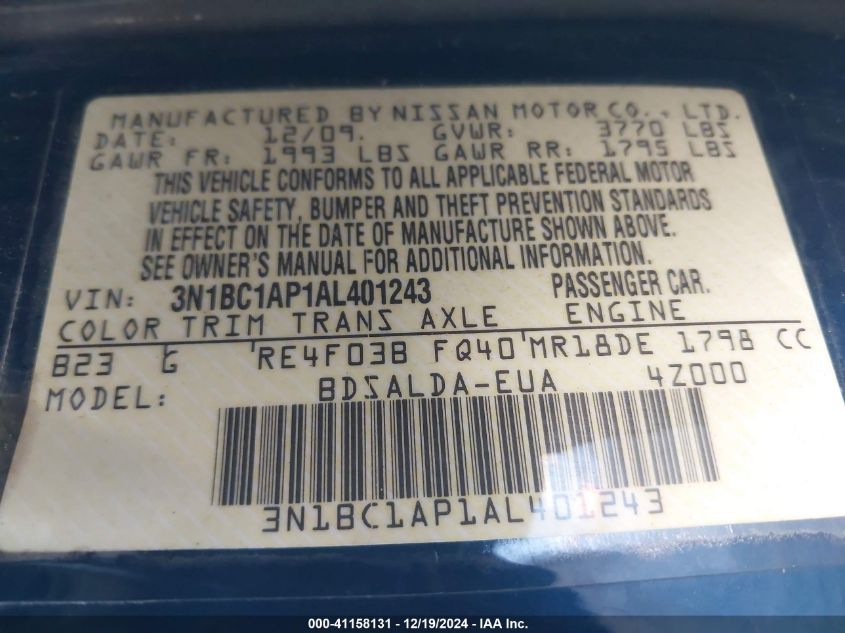 MANUFACTURED BY NISSAN MOTOR CO., LTD.
DATE: 12/09. GVWR: 3770 LBS
GAWR FR: 1993 LBS GAWR RR: 1795 LBS
THIS VEHICLE CONFORMS TO ALL APPLICABLE FEDERAL MOTOR
VEHICLE SAFETY, BUMPER AND THEFT PREVENTION STANDARDS
IN EFFECT ON THE DATE OF MANUFACTURE SHOWN ABOVE.
SEE OWNER'S MANUAL FOR ADDITIONAL INFORMATION.
VIN: 3N1BC1AP1AL401243 PASSENGER CAR.
COLOR TRIM TRANS AXLE ENGINE
B23 G RE4F03B FQ40 MR18DE 1798 CC
MODEL: BDSALDA-EUA 4Z000
3N1BC1AP1AL401243
000-41158131 - 12/19/2024 - IAA Inc.